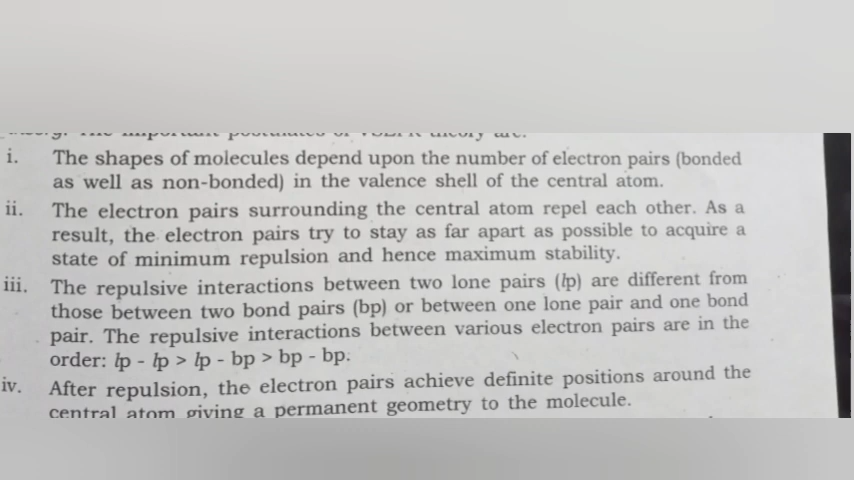 important postulates of VSEPR theory are:
i. The shapes of molecules depend upon the number of electron pairs (bonded
as well as non-bonded) in the valence shell of the central atom.
ii. The electron pairs surrounding the central atom repel each other. As a
result, the electron pairs try to stay as far apart as possible to acquire a
state of minimum repulsion and hence maximum stability.
iii. The repulsive interactions between two lone pairs (lp) are different from
those between two bond pairs (bp) or between one lone pair and one bond
pair. The repulsive interactions between various electron pairs are in the
order: lp - lp > lp - bp > bp - bp.
iv. After repulsion, the electron pairs achieve definite positions around the
central atom giving a permanent geometry to the molecule.